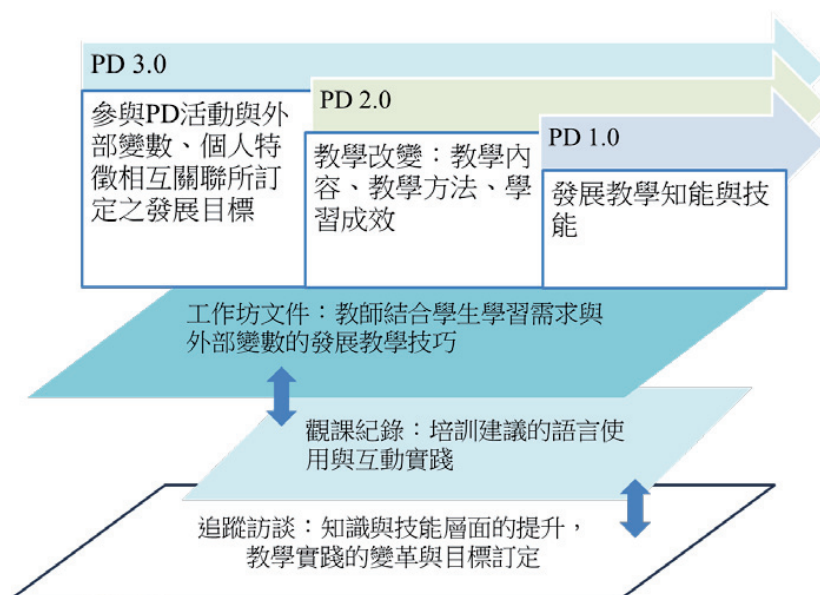 PD 3.0
參與PD活動與外
部變數、個人特
徵相互關聯所訂
定之發展目標
PD 2.0
教學改變：教學內
容、教學方法、學
習成效
PD 1.0
發展教學知能與技
能
工作坊文件：教師結合學生學習需求與
外部變數的發展教學技巧
觀課紀錄：培訓建議的語言使
用與互動實踐
追蹤訪談：知識與技能層面的提升，
教學實踐的變革與目標訂定